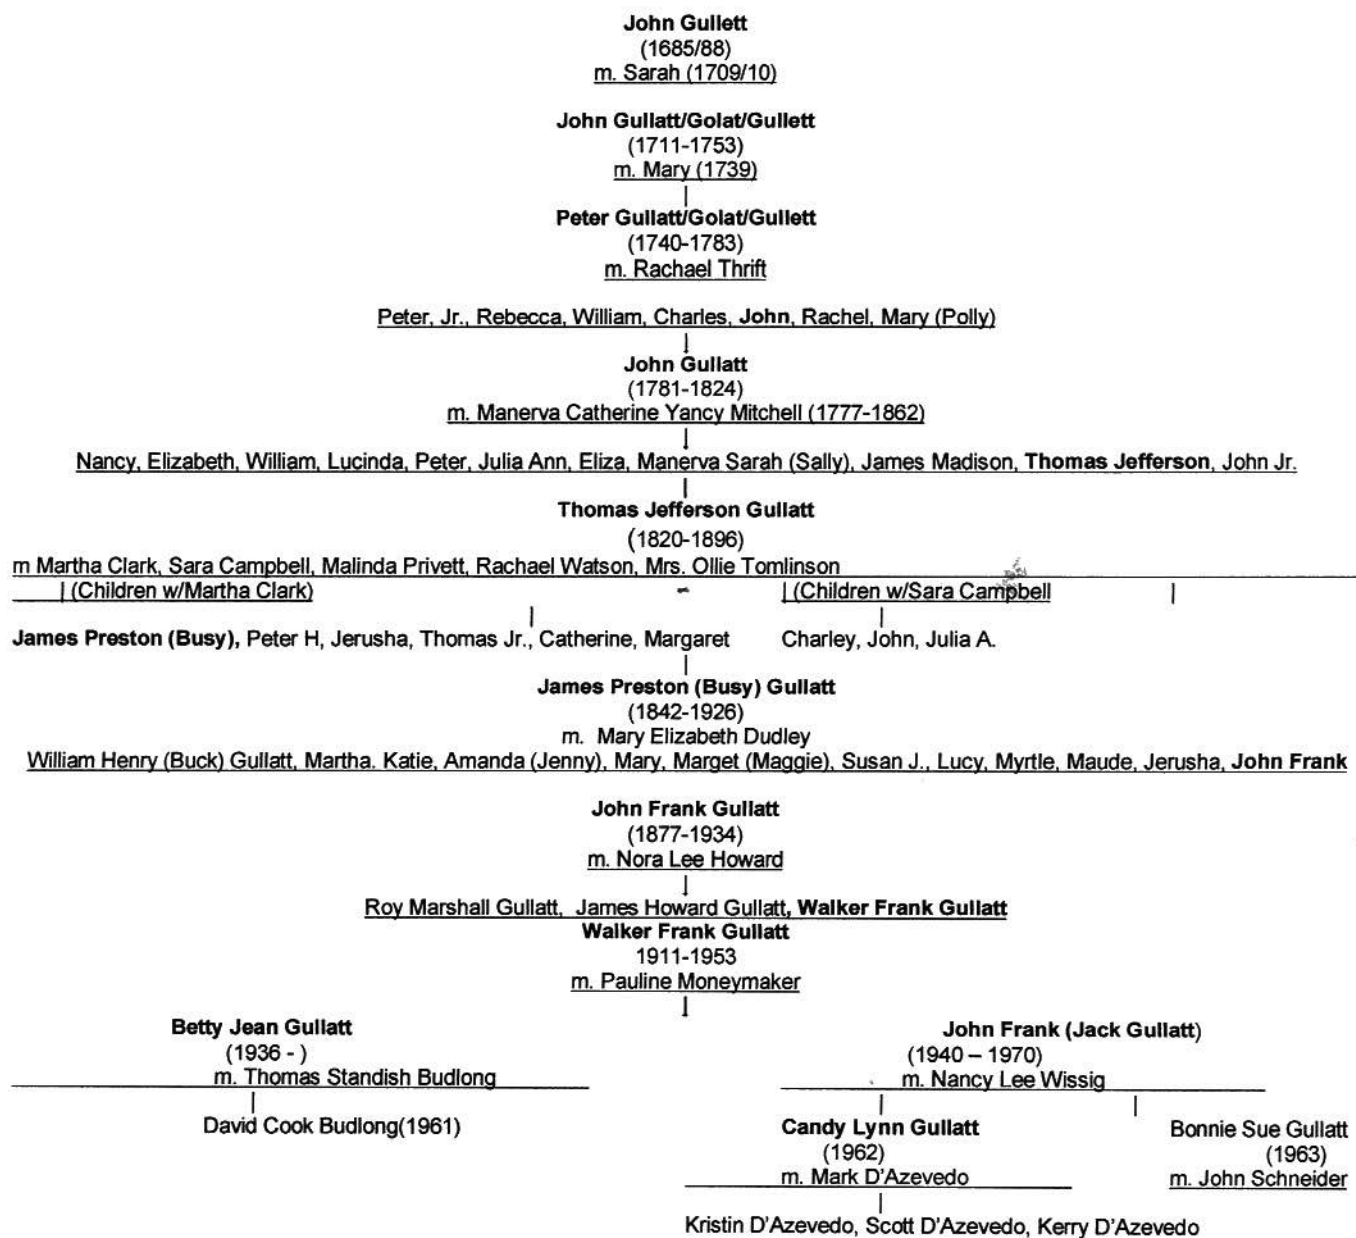 John Gullett
(1685/88)
m. Sarah (1709/10)
John Gullatt/Golat/Gullett
(1711-1753)
m. Mary (1739)
Peter Gullatt/Golat/Gullett
(1740-1783)
m. Rachael Thrift
Peter, Jr., Rebecca, William, Charles, John, Rachel, Mary (Polly)
John Gullatt
(1781-1824)
m. Manerva Catherine Yancy Mitchell (1777-1862)
Nancy, Elizabeth, William, Lucinda, Peter, Julia Ann, Eliza, Manerva Sarah (Sally), James Madison, Thomas Jefferson, John Jr.
Thomas Jefferson Gullatt
(1820-1896)
m Martha Clark, Sara Campbell, Malinda Privett, Rachael Watson, Mrs. Ollie Tomlinson
(Children w/Martha Clark) (Children w/Sara Campbell
James Preston (Busy), Peter H, Jerusha, Thomas Jr., Catherine, Margaret Charley, John, Julia A.
James Preston (Busy) Gullatt
(1842-1926)
m. Mary Elizabeth Dudley
William Henry (Buck) Gullatt, Martha. Katie, Amanda (Jenny), Mary, Marget (Maggie), Susan J., Lucy, Myrtle, Maude, Jerusha, John Frank
John Frank Gullatt
(1877-1934)
m. Nora Lee Howard
Roy Marshall Gullatt, James Howard Gullatt, Walker Frank Gullatt
Walker Frank Gullatt
1911-1953
m. Pauline Moneymaker
Betty Jean Gullatt John Frank (Jack Gullatt)
(1936 - ) (1940 – 1970)
m. Thomas Standish Budlong m. Nancy Lee Wissig
David Cook Budlong(1961) Candy Lynn Gullatt Bonnie Sue Gullatt
(1962) (1963)
m. Mark D'Azevedo m. John Schneider
Kristin D'Azevedo, Scott D'Azevedo, Kerry D'Azevedo